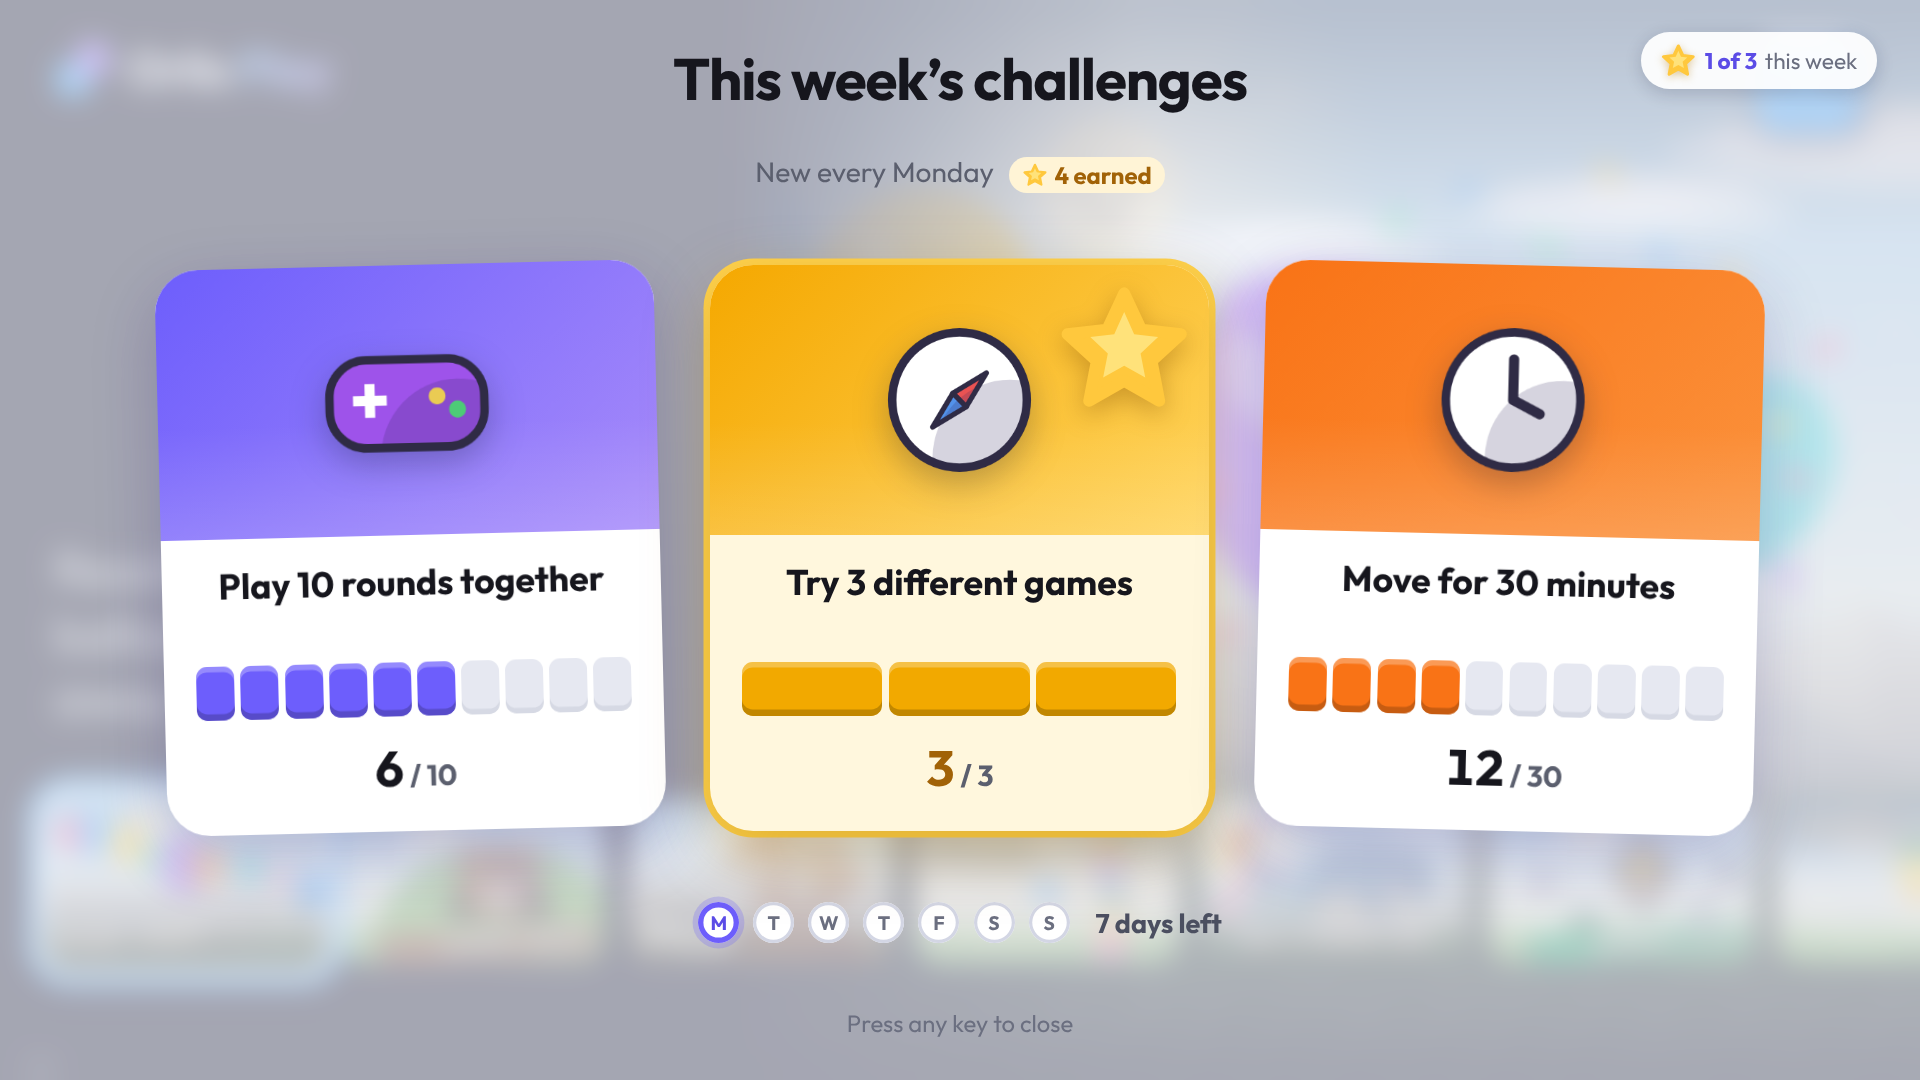 This week’s challenges
1 of 3 this week
New every Monday
4 earned
Play 10 rounds together
6 / 10
Try 3 different games
3 / 3
Move for 30 minutes
12 / 30
M T W T F S S 7 days left
Press any key to close